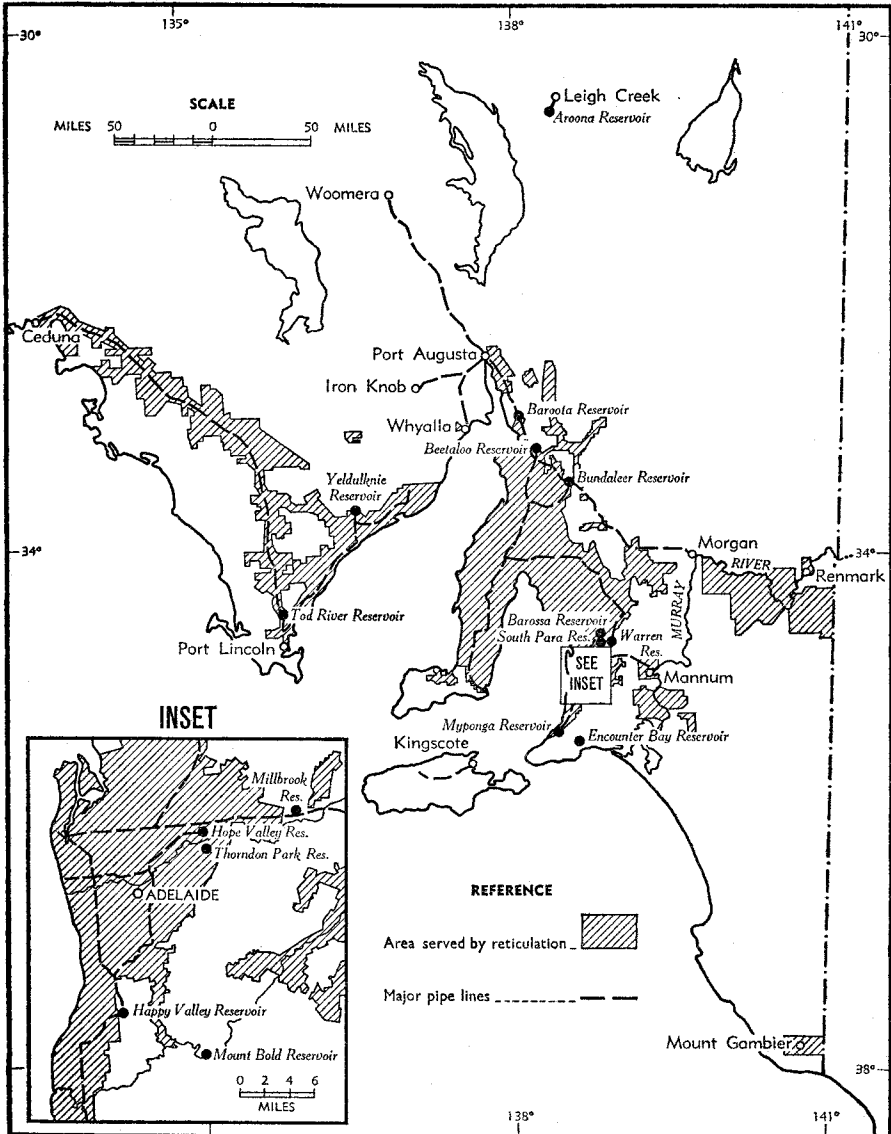 135°
138°
141°
30°
30°
SCALE
MILES 50 0 50 MILES
Leigh Creek
Aroona Reservoir
Woomera
Ceduna
Port Augusta
Iron Knob
Whyalla
Baroota Reservoir
Beetaloo Reservoir
Bundaleer Reservoir
Yeldulknie
Reservoir
34°
34°
Morgan
RIVER
Renmark
MURRAY
Tod River Reservoir
Port Lincoln
Barossa Reservoir
South Para Res.
Warren
Res.
SEE
INSET
Mannum
Myponga Reservoir
Encounter Bay Reservoir
Kingscote
INSET
Millbrook
Res.
Hope Valley Res.
Thorndon Park Res.
ADELAIDE
Happy Valley Reservoir
Mount Bold Reservoir
0 2 4 6
MILES
REFERENCE
Area served by reticulation
Major pipe lines
Mount Gambier
38°
138°
141°